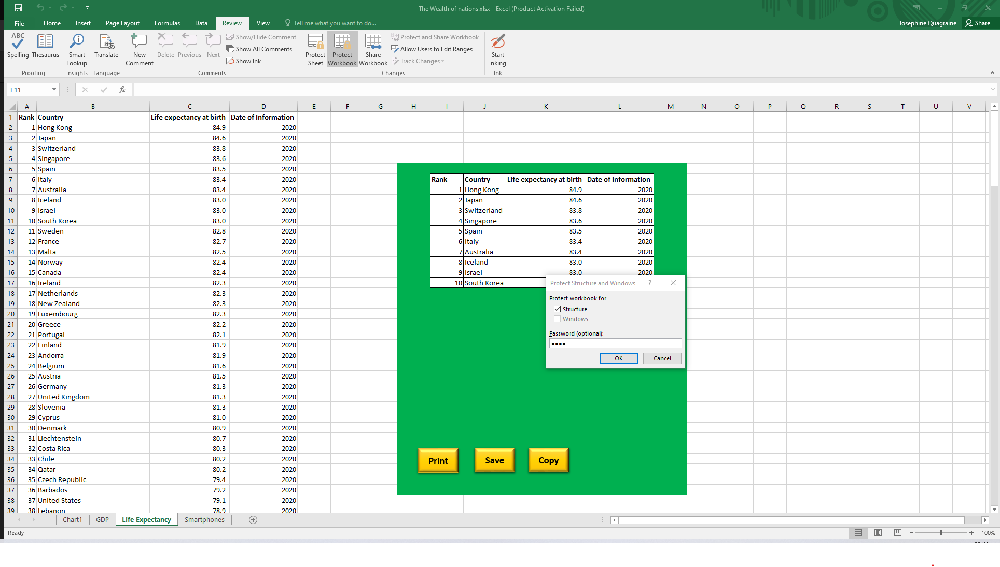 The Wealth of nations.xlsx - Excel (Product Activation Failed)
File Home Insert Page Layout Formulas Data Review View Tell me what you want to do... Josephine Quagraine Share
ABC
Spelling Thesaurus Smart Lookup Translate New Comment Delete Previous Next Show/Hide Comment Show All Comments Show Ink Protect Sheet Protect Workbook Share Workbook Protect and Share Workbook Allow Users to Edit Ranges Track Changes Start Inking
Proofing Insights Language Comments Changes Ink
E11 fx
A B C D E F G H I J K L M N O P Q R S T U V
1 Rank Country Life expectancy at birth Date of Information
2 1 Hong Kong 84.9 2020
3 2 Japan 84.6 2020
4 3 Switzerland 83.8 2020
5 4 Singapore 83.6 2020
6 5 Spain 83.5 2020
7 6 Italy 83.4 2020 Rank Country Life expectancy at birth Date of Information
8 7 Australia 83.4 2020 1 Hong Kong 84.9 2020
9 8 Iceland 83.0 2020 2 Japan 84.6 2020
10 9 Israel 83.0 2020 3 Switzerland 83.8 2020
11 10 South Korea 83.0 2020 4 Singapore 83.6 2020
12 11 Sweden 82.8 2020 5 Spain 83.5 2020
13 12 France 82.7 2020 6 Italy 83.4 2020
14 13 Malta 82.5 2020 7 Australia 83.4 2020
15 14 Norway 82.4 2020 8 Iceland 83.0 2020
16 15 Canada 82.4 2020 9 Israel 83.0 2020
17 16 Ireland 82.3 2020 10 South Korea
18 17 Netherlands 82.3 2020
19 18 New Zealand 82.3 2020
20 19 Luxembourg 82.3 2020
21 20 Greece 82.2 2020
22 21 Portugal 82.1 2020
23 22 Finland 81.9 2020
24 23 Andorra 81.9 2020
25 24 Belgium 81.6 2020
26 25 Austria 81.5 2020
27 26 Germany 81.3 2020
28 27 United Kingdom 81.3 2020
29 28 Slovenia 81.3 2020
30 29 Cyprus 81.0 2020
31 30 Denmark 80.9 2020
32 31 Liechtenstein 80.7 2020
33 32 Costa Rica 80.3 2020
34 33 Chile 80.2 2020
35 34 Qatar 80.2 2020
36 35 Czech Republic 79.4 2020
37 36 Barbados 79.2 2020
38 37 United States 79.1 2020
39 38 Lebanon 78.9 2020
Protect Structure and Windows ?
Protect workbook for
Structure
Windows
Password (optional):
OK Cancel
Print Save Copy
Chart1 GDP Life Expectancy Smartphones
Ready 100%